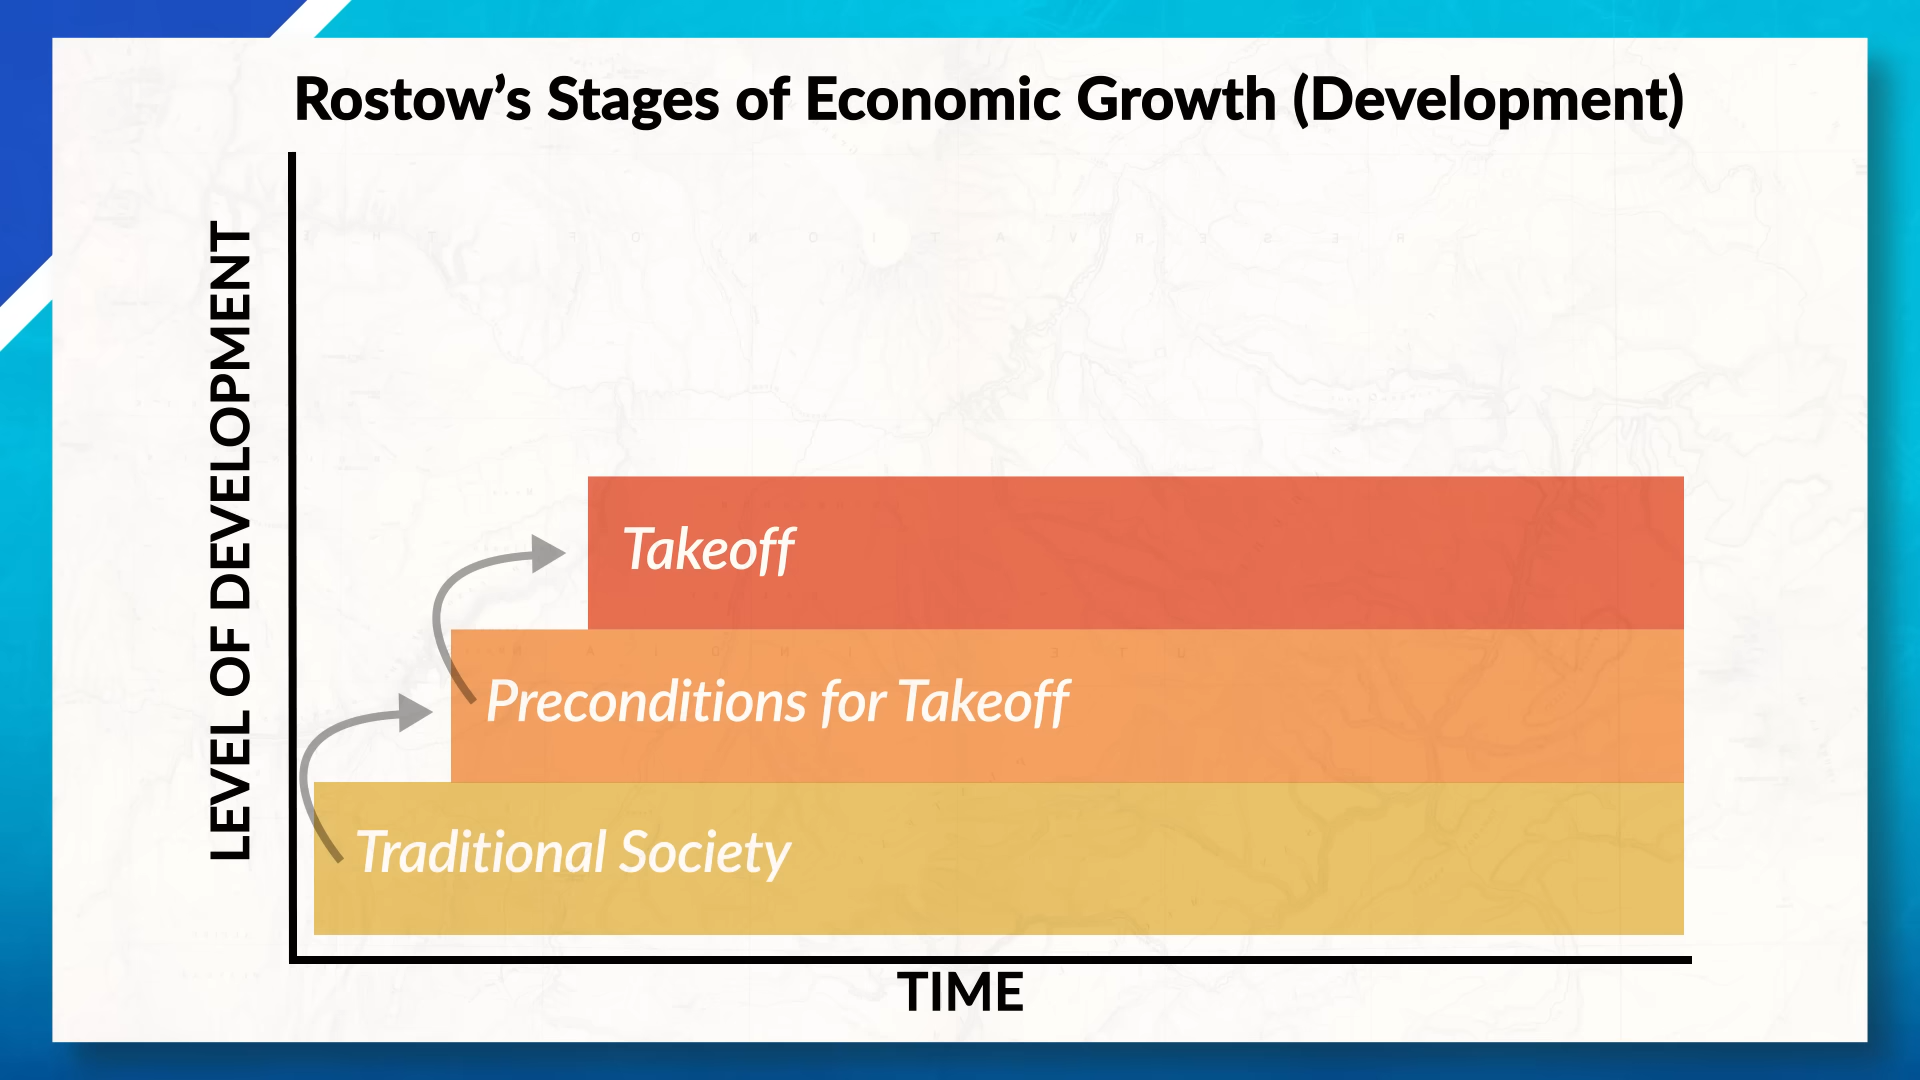 Rostow’s Stages of Economic Growth (Development)
LEVEL OF DEVELOPMENT
Takeoff
Preconditions for Takeoff
Traditional Society
TIME